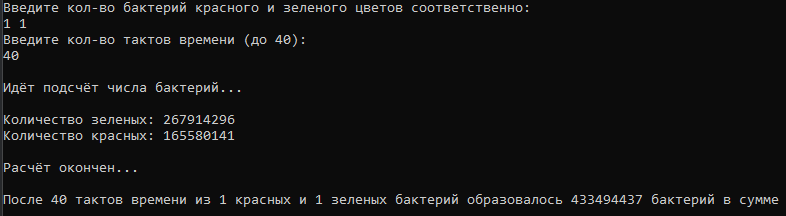 Введите кол-во бактерий красного и зеленого цветов соответственно:
1 1
Введите кол-во тактов времени (до 40):
40
Идёт подсчёт числа бактерий...
Количество зеленых: 267914296
Количество красных: 165580141
Расчёт окончен...
После 40 тактов времени из 1 красных и 1 зеленых бактерий образовалось 433494437 бактерий в сумме